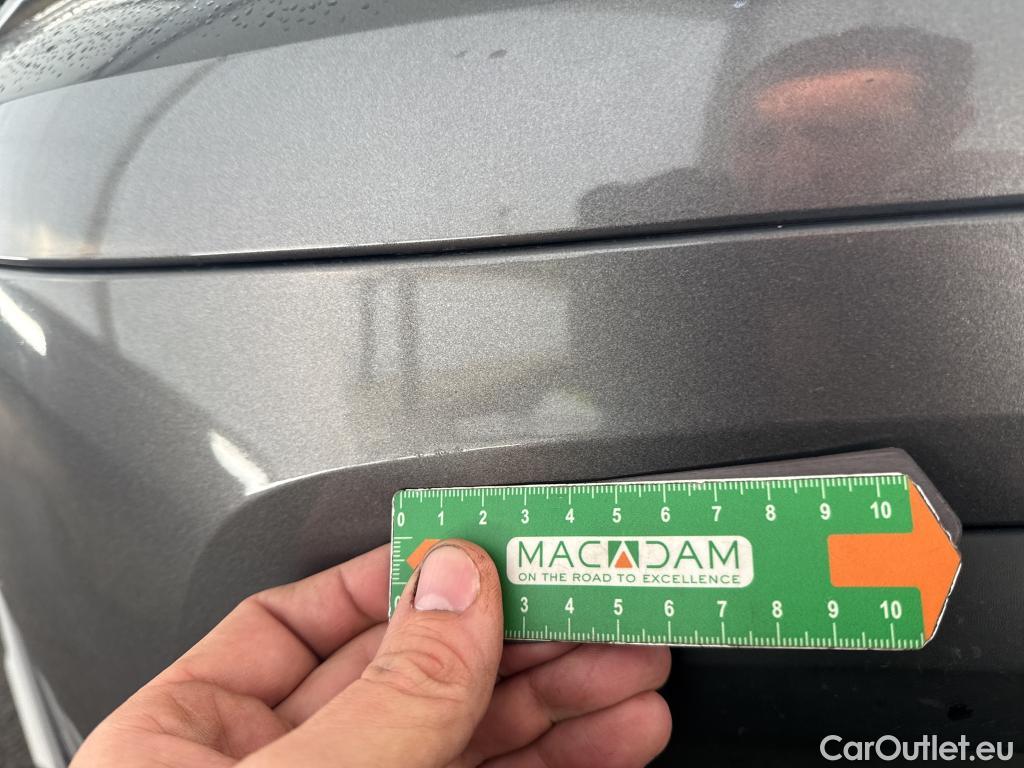 0 1 2 3 4 5 6 7 8 9 10
MACADAM
ON THE ROAD TO EXCELLENCE
0 3 4 5 6 7 8 9 10
CarOutlet.eu